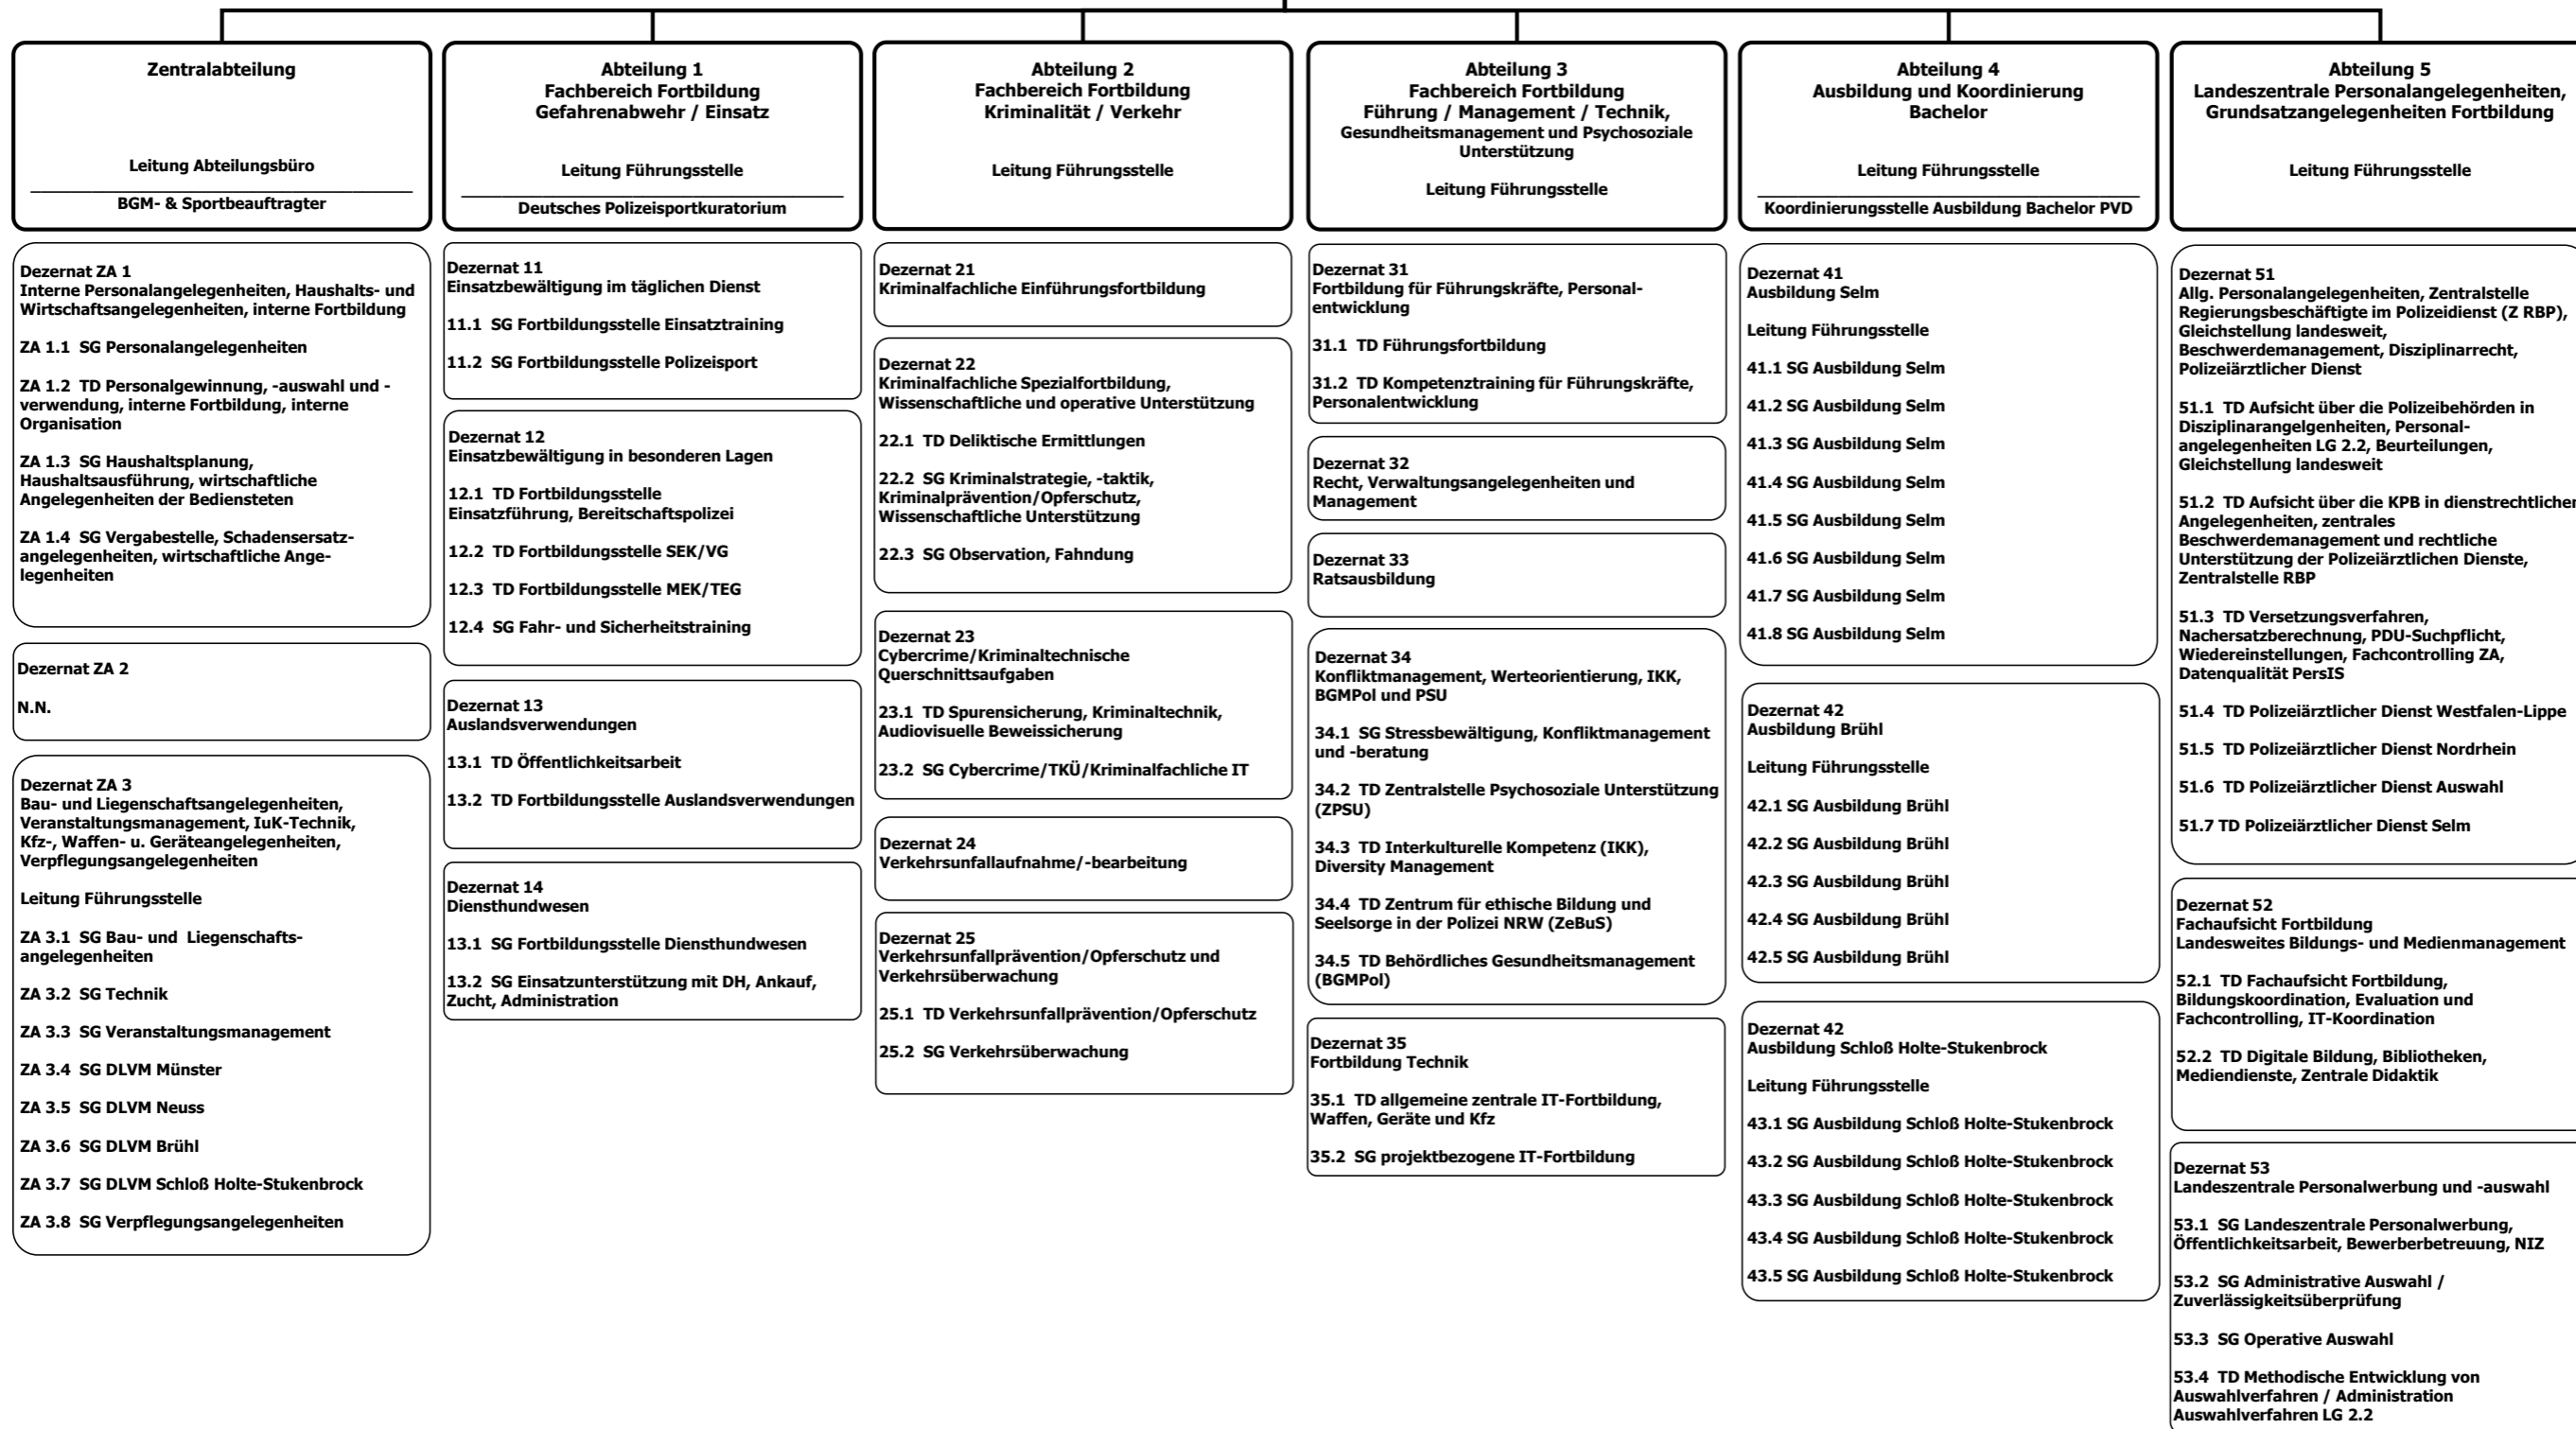 Zentralabteilung
Leitung Abteilungsbüro
BGM- & Sportbeauftragter
Dezernat ZA 1
Interne Personalangelegenheiten, Haushalts- und
Wirtschaftsangelegenheiten, interne Fortbildung
ZA 1.1 SG Personalangelegenheiten
ZA 1.2 TD Personalgewinnung, -auswahl und -
verwendung, interne Fortbildung, interne
Organisation
ZA 1.3 SG Haushaltsplanung,
Haushaltsausführung, wirtschaftliche
Angelegenheiten der Bediensteten
ZA 1.4 SG Vergabestelle, Schadensersatz-
angelegenheiten, wirtschaftliche Ange-
legenheiten
Dezernat ZA 2
N.N.
Dezernat ZA 3
Bau- und Liegenschaftsangelegenheiten,
Veranstaltungsmanagement, IuK-Technik,
Kfz-, Waffen- u. Geräteangelegenheiten,
Verpflegungsangelegenheiten
Leitung Führungsstelle
ZA 3.1 SG Bau- und Liegenschafts-
angelegenheiten
ZA 3.2 SG Technik
ZA 3.3 SG Veranstaltungsmanagement
ZA 3.4 SG DLVM Münster
ZA 3.5 SG DLVM Neuss
ZA 3.6 SG DLVM Brühl
ZA 3.7 SG DLVM Schloß Holte-Stukenbrock
ZA 3.8 SG Verpflegungsangelegenheiten
Abteilung 1
Fachbereich Fortbildung
Gefahrenabwehr / Einsatz
Leitung Führungsstelle
Deutsches Polizeisportkuratorium
Dezernat 11
Einsatzbewältigung im täglichen Dienst
11.1 SG Fortbildungsstelle Einsatztraining
11.2 SG Fortbildungsstelle Polizeisport
Dezernat 12
Einsatzbewältigung in besonderen Lagen
12.1 TD Fortbildungsstelle
Einsatzführung, Bereitschaftspolizei
12.2 TD Fortbildungsstelle SEK/VG
12.3 TD Fortbildungsstelle MEK/TEG
12.4 SG Fahr- und Sicherheitstraining
Dezernat 13
Auslandsverwendungen
13.1 TD Öffentlichkeitsarbeit
13.2 TD Fortbildungsstelle Auslandsverwendungen
Dezernat 14
Diensthundwesen
13.1 SG Fortbildungsstelle Diensthundwesen
13.2 SG Einsatzunterstützung mit DH, Ankauf,
Zucht, Administration
Abteilung 2
Fachbereich Fortbildung
Kriminalität / Verkehr
Leitung Führungsstelle
Dezernat 21
Kriminalfachliche Einführungsfortbildung
Dezernat 22
Kriminalfachliche Spezialfortbildung,
Wissenschaftliche und operative Unterstützung
22.1 TD Deliktische Ermittlungen
22.2 SG Kriminalstrategie, -taktik,
Kriminalprävention/Opferschutz,
Wissenschaftliche Unterstützung
22.3 SG Observation, Fahndung
Dezernat 23
Cybercrime/Kriminaltechnische
Querschnittsaufgaben
23.1 TD Spurensicherung, Kriminaltechnik,
Audiovisuelle Beweissicherung
23.2 SG Cybercrime/TKÜ/Kriminalfachliche IT
Dezernat 24
Verkehrsunfallaufnahme/-bearbeitung
Dezernat 25
Verkehrsunfallprävention/Opferschutz und
Verkehrsüberwachung
25.1 TD Verkehrsunfallprävention/Opferschutz
25.2 SG Verkehrsüberwachung
Abteilung 3
Fachbereich Fortbildung
Führung / Management / Technik,
Gesundheitsmanagement und Psychosoziale
Unterstützung
Leitung Führungsstelle
Dezernat 31
Fortbildung für Führungskräfte, Personal-
entwicklung
31.1 TD Führungsfortbildung
31.2 TD Kompetenztraining für Führungskräfte,
Personalentwicklung
Dezernat 32
Recht, Verwaltungsangelegenheiten und
Management
Dezernat 33
Ratsausbildung
Dezernat 34
Konfliktmanagement, Werteorientierung, IKK,
BGMPol und PSU
34.1 SG Stressbewältigung, Konfliktmanagement
und -beratung
34.2 TD Zentralstelle Psychosoziale Unterstützung
(ZPSU)
34.3 TD Interkulturelle Kompetenz (IKK),
Diversity Management
34.4 TD Zentrum für ethische Bildung und
Seelsorge in der Polizei NRW (ZeBuS)
34.5 TD Behördliches Gesundheitsmanagement
(BGMPol)
Dezernat 35
Fortbildung Technik
35.1 TD allgemeine zentrale IT-Fortbildung,
Waffen, Geräte und Kfz
35.2 SG projektbezogene IT-Fortbildung
Abteilung 4
Ausbildung und Koordinierung
Bachelor
Leitung Führungsstelle
Koordinierungsstelle Ausbildung Bachelor PVD
Dezernat 41
Ausbildung Selm
Leitung Führungsstelle
41.1 SG Ausbildung Selm
41.2 SG Ausbildung Selm
41.3 SG Ausbildung Selm
41.4 SG Ausbildung Selm
41.5 SG Ausbildung Selm
41.6 SG Ausbildung Selm
41.7 SG Ausbildung Selm
41.8 SG Ausbildung Selm
Dezernat 42
Ausbildung Brühl
Leitung Führungsstelle
42.1 SG Ausbildung Brühl
42.2 SG Ausbildung Brühl
42.3 SG Ausbildung Brühl
42.4 SG Ausbildung Brühl
42.5 SG Ausbildung Brühl
Dezernat 42
Ausbildung Schloß Holte-Stukenbrock
Leitung Führungsstelle
43.1 SG Ausbildung Schloß Holte-Stukenbrock
43.2 SG Ausbildung Schloß Holte-Stukenbrock
43.3 SG Ausbildung Schloß Holte-Stukenbrock
43.4 SG Ausbildung Schloß Holte-Stukenbrock
43.5 SG Ausbildung Schloß Holte-Stukenbrock
Abteilung 5
Landeszentrale Personalangelegenheiten,
Grundsatzangelegenheiten Fortbildung
Leitung Führungsstelle
Dezernat 51
Allg. Personalangelegenheiten, Zentralstelle
Regierungsbeschäftigte im Polizeidienst (Z RBP),
Gleichstellung landesweit,
Beschwerdemanagement, Disziplinarrecht,
Polizeiärztlicher Dienst
51.1 TD Aufsicht über die Polizeibehörden in
Disziplinarangelgenheiten, Personal-
angelegenheiten LG 2.2, Beurteilungen,
Gleichstellung landesweit
51.2 TD Aufsicht über die KPB in dienstrechtlicher
Angelegenheiten, zentrales
Beschwerdemanagement und rechtliche
Unterstützung der Polizeiärztlichen Dienste,
Zentralstelle RBP
51.3 TD Versetzungsverfahren,
Nachersatzberechnung, PDU-Suchpflicht,
Wiedereinstellungen, Fachcontrolling ZA,
Datenqualität PersIS
51.4 TD Polizeiärztlicher Dienst Westfalen-Lippe
51.5 TD Polizeiärztlicher Dienst Nordrhein
51.6 TD Polizeiärztlicher Dienst Auswahl
51.7 TD Polizeiärztlicher Dienst Selm
Dezernat 52
Fachaufsicht Fortbildung
Landesweites Bildungs- und Medienmanagement
52.1 TD Fachaufsicht Fortbildung,
Bildungskoordination, Evaluation und
Fachcontrolling, IT-Koordination
52.2 TD Digitale Bildung, Bibliotheken,
Mediendienste, Zentrale Didaktik
Dezernat 53
Landeszentrale Personalwerbung und -auswahl
53.1 SG Landeszentrale Personalwerbung,
Öffentlichkeitsarbeit, Bewerberbetreuung, NIZ
53.2 SG Administrative Auswahl /
Zuverlässigkeitsüberprüfung
53.3 SG Operative Auswahl
53.4 TD Methodische Entwicklung von
Auswahlverfahren / Administration
Auswahlverfahren LG 2.2